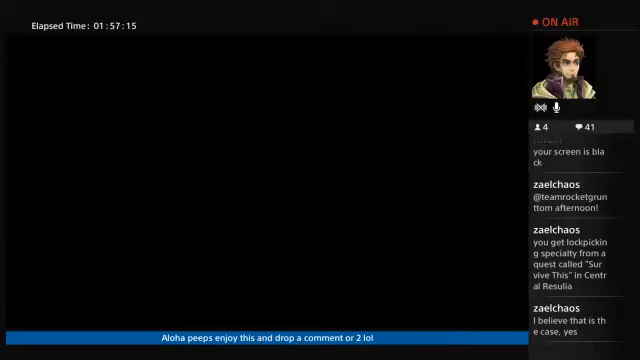 Elapsed Time: 01:57:15
ON AIR
4
41
your screen is bla
ck
zaelchaos
@teamrocketgrun
ttom afternoon!
zaelchaos
you get lockpickin
g specialty from a
quest called "Sur
vive This" in Centr
al Resulia
zaelchaos
I believe that is th
e case, yes
Aloha peeps enjoy this and drop a comment or 2 lol